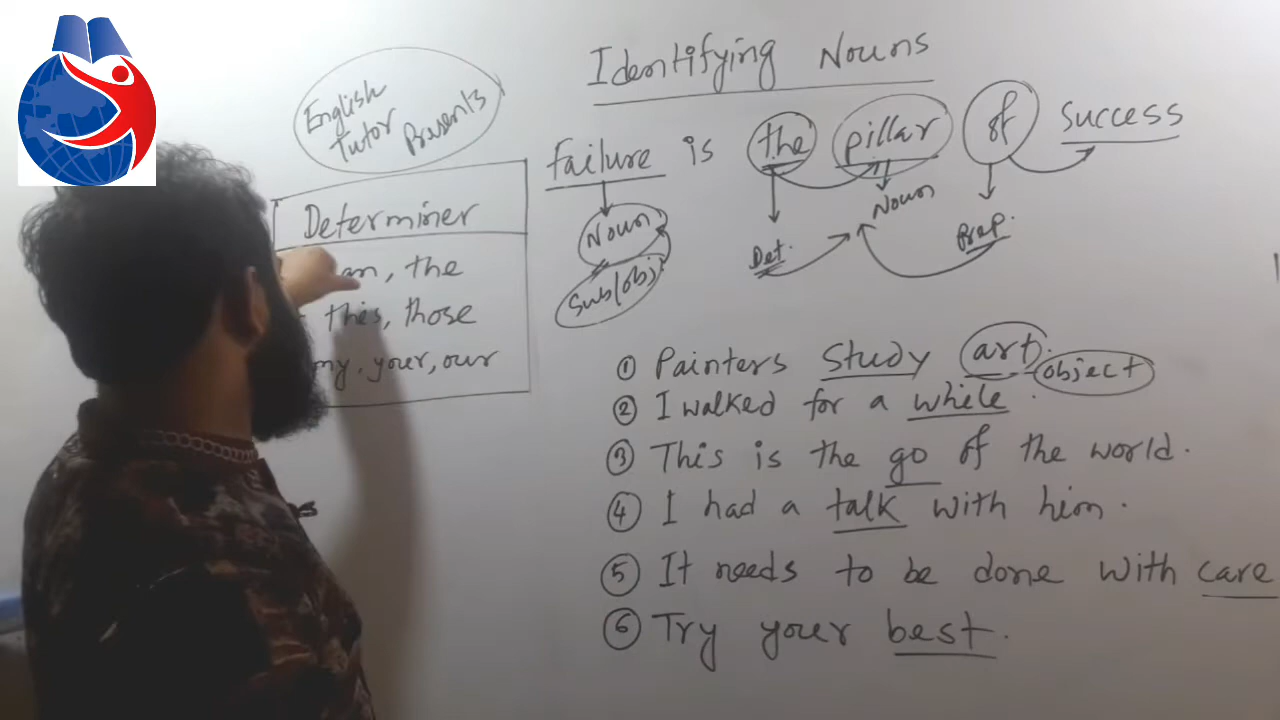 Identifying Nouns
English
Tutor Presents
Failure is the pillar of Success
Noun
Sub/obj
Det.
Noun
Prep.
Determiner
an, the
this, those
my, your, our
① Painters study art.
object
② I walked for a while.
③ This is the go of the world.
④ I had a talk with him.
⑤ It needs to be done with care
⑥ Try your best.